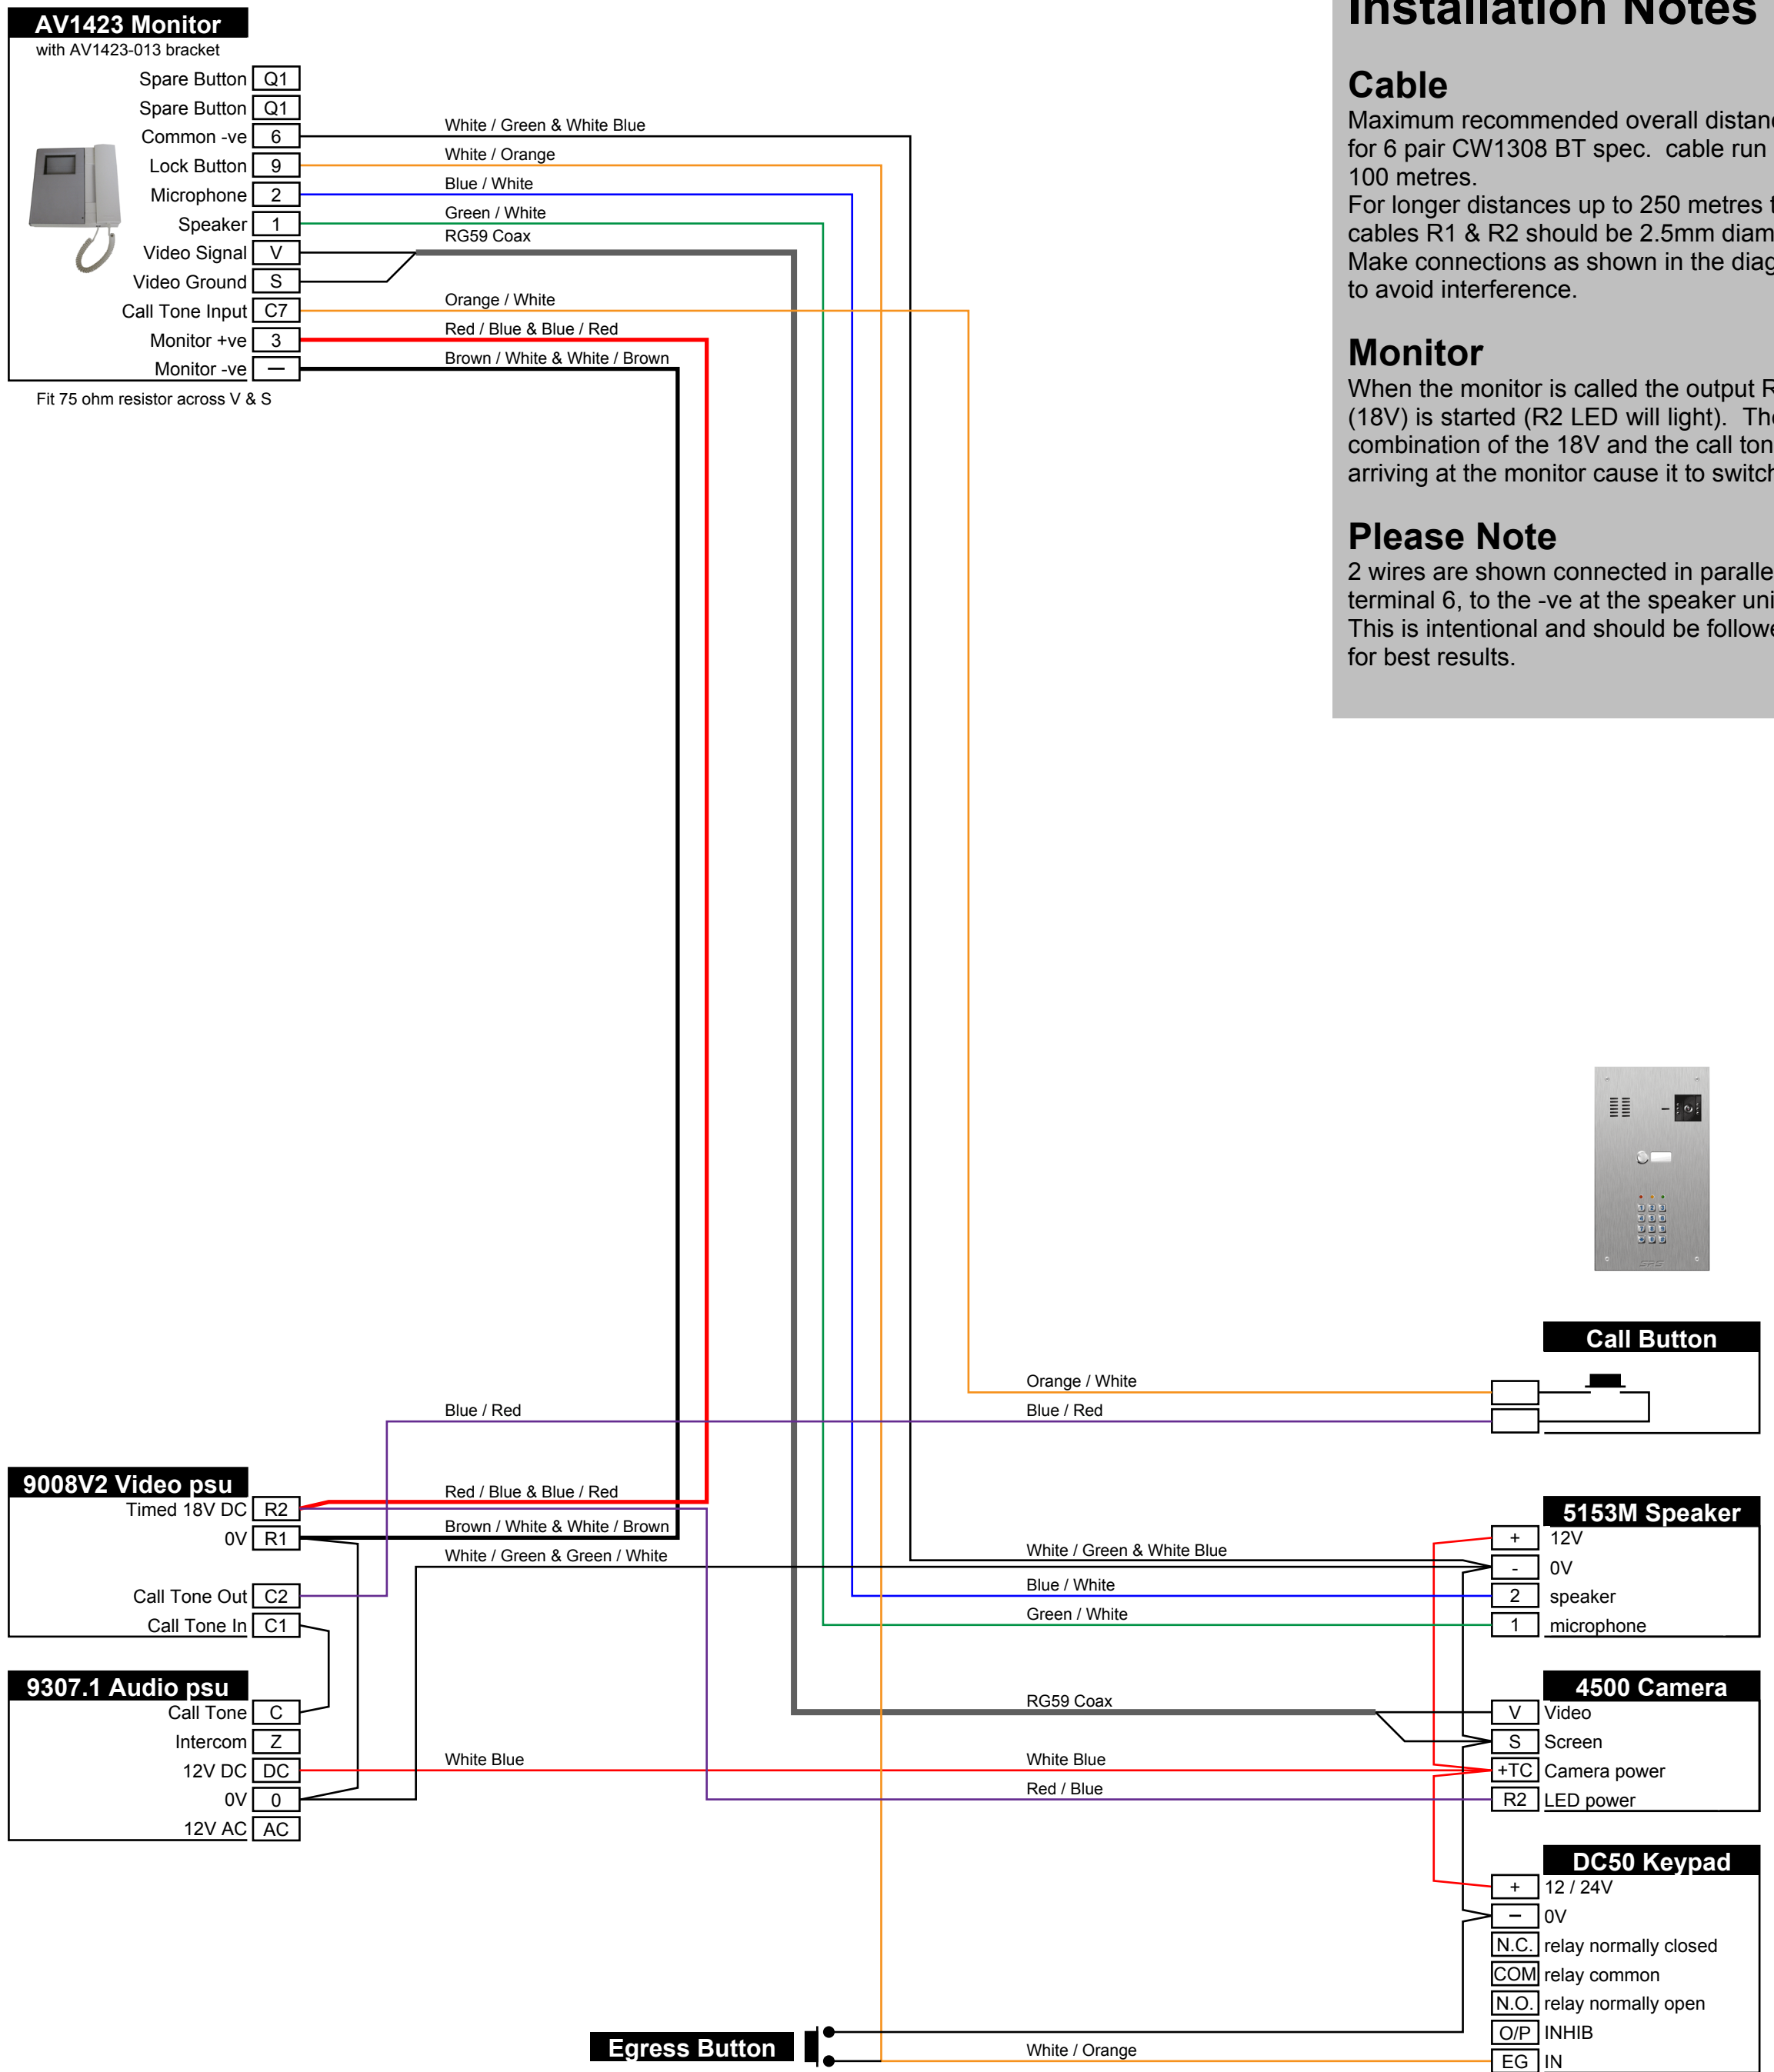 AV1423 Monitor
with AV1423-013 bracket
Spare Button Q1
Spare Button Q1
Common -ve 6
Lock Button 9
Microphone 2
Speaker 1
Video Signal V
Video Ground S
Call Tone Input C7
Monitor +ve 3
Monitor -ve —
Fit 75 ohm resistor across V & S
White / Green & White Blue
White / Orange
Blue / White
Green / White
RG59 Coax
Orange / White
Red / Blue & Blue / Red
Brown / White & White / Brown
Installation Notes
Cable
Maximum recommended overall
for 6 pair CW1308 BT spec. cable run
100 metres.
For longer distances up to 250 metres
cables R1 & R2 should be 2.5mm
Make connections as shown in the
to avoid interference.
Monitor
When the monitor is called the output
(18V) is started (R2 LED will light).
combination of the 18V and the call
arriving at the monitor cause it to
Please Note
2 wires are shown connected in
terminal 6, to the -ve at the speaker
This is intentional and should be
for best results.
SRS
Call Button
Orange / White
Blue / Red
Blue / Red
9008V2 Video psu
Timed 18V DC R2
0V R1
Call Tone Out C2
Call Tone In C1
Red / Blue & Blue / Red
Brown / White & White / Brown
White / Green & Green / White
White / Green & White Blue
Blue / White
Green / White
5153M Speaker
+ 12V
- 0V
2 speaker
1 microphone
9307.1 Audio psu
Call Tone C
Intercom Z
12V DC DC
0V 0
12V AC AC
White Blue
RG59 Coax
White Blue
Red / Blue
4500 Camera
V Video
S Screen
+TC Camera power
R2 LED power
DC50 Keypad
+ 12 / 24V
— 0V
N.C. relay normally closed
COM relay common
N.O. relay normally open
O/P INHIB
EG IN
Egress Button
White / Orange